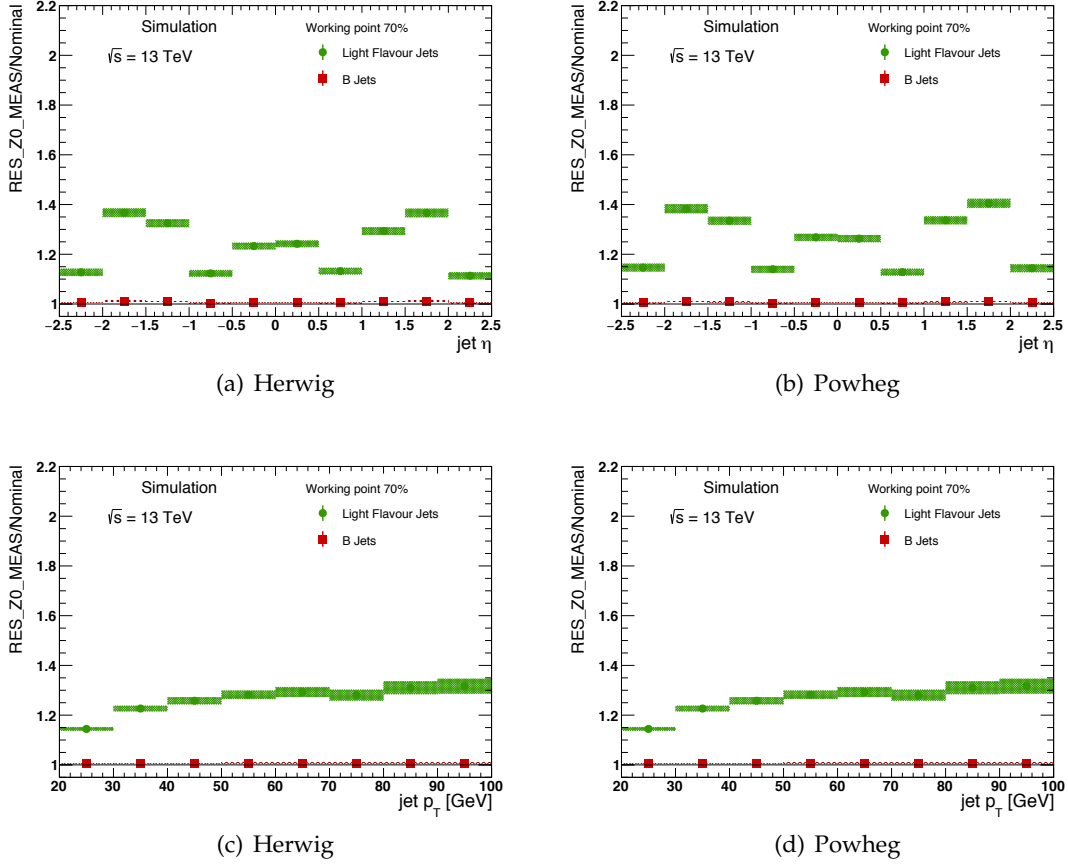 RES_Z0_MEAS/Nominal
2.2
2
1.8
1.6
1.4
1.2
1
Simulation
√s = 13 TeV
Working point 70%
Light Flavour Jets
B Jets
−2.5 −2 −1.5 −1 −0.5 0 0.5 1 1.5 2 2.5
jet η
(a) Herwig
RES_Z0_MEAS/Nominal
2.2
2
1.8
1.6
1.4
1.2
1
Simulation
√s = 13 TeV
Working point 70%
Light Flavour Jets
B Jets
−2.5 −2 −1.5 −1 −0.5 0 0.5 1 1.5 2 2.5
jet η
(b) Powheg
RES_Z0_MEAS/Nominal
2.2
2
1.8
1.6
1.4
1.2
1
Simulation
√s = 13 TeV
Working point 70%
Light Flavour Jets
B Jets
20 30 40 50 60 70 80 90 100
jet p_T [GeV]
(c) Herwig
RES_Z0_MEAS/Nominal
2.2
2
1.8
1.6
1.4
1.2
1
Simulation
√s = 13 TeV
Working point 70%
Light Flavour Jets
B Jets
20 30 40 50 60 70 80 90 100
jet p_T [GeV]
(d) Powheg